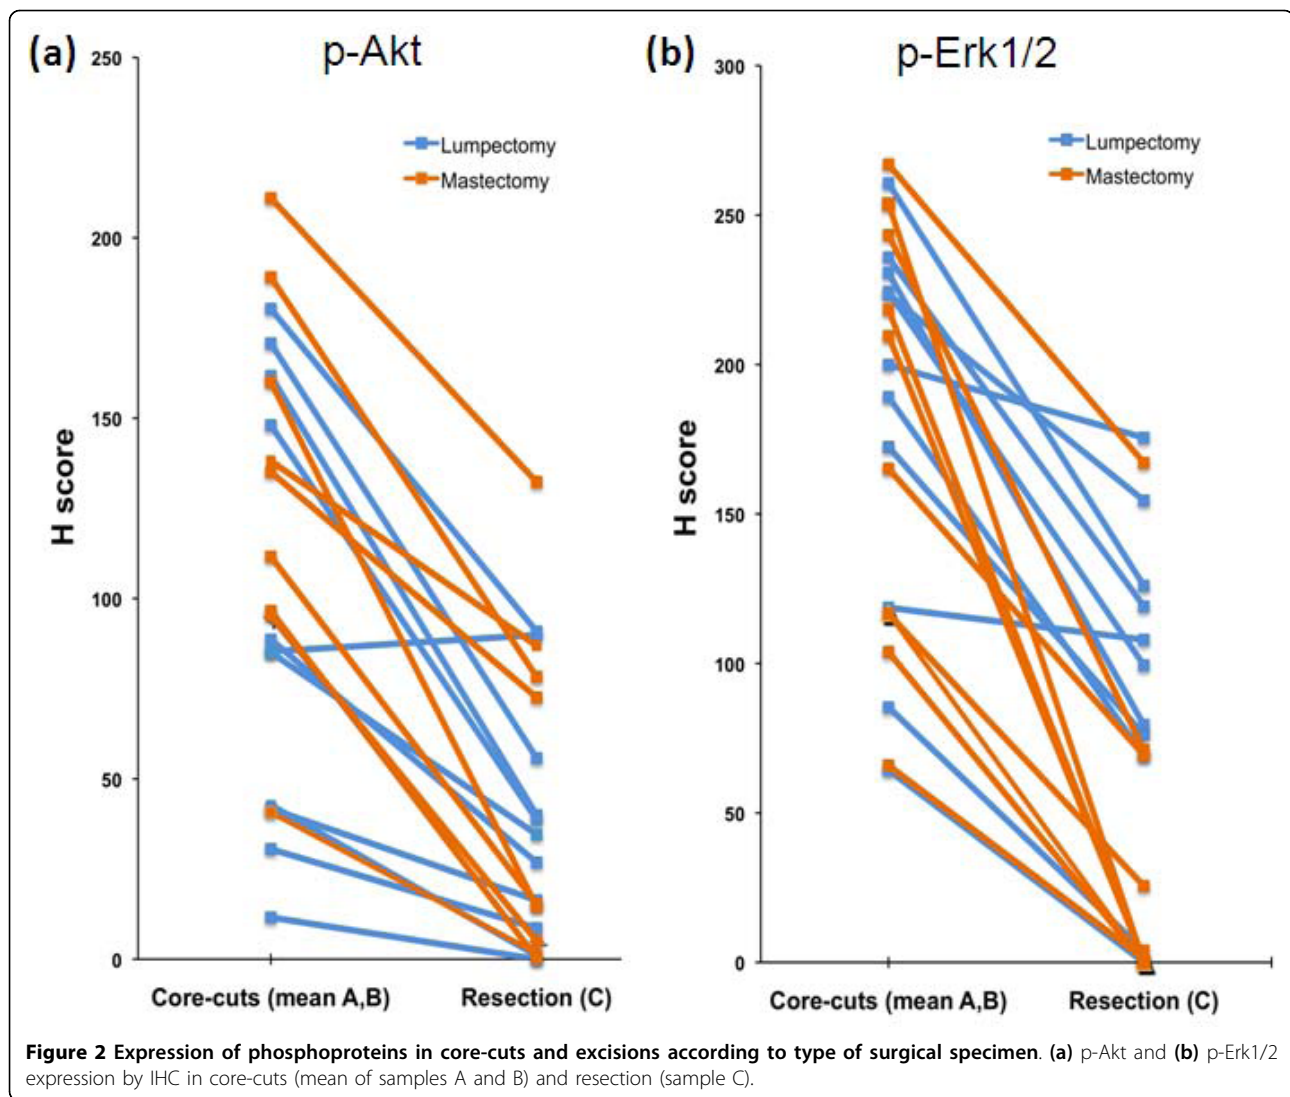 (a) p-Akt
250
200
150
100
50
0
H score
Lumpectomy
Mastectomy
Core-cuts (mean A,B) Resection (C)
(b) p-Erk1/2
300
250
200
150
100
50
0
H score
Lumpectomy
Mastectomy
Core-cuts (mean A,B) Resection (C)
Figure 2 Expression of phosphoproteins in core-cuts and excisions according to type of surgical specimen. (a) p-Akt and (b) p-Erk1/2
expression by IHC in core-cuts (mean of samples A and B) and resection (sample C).